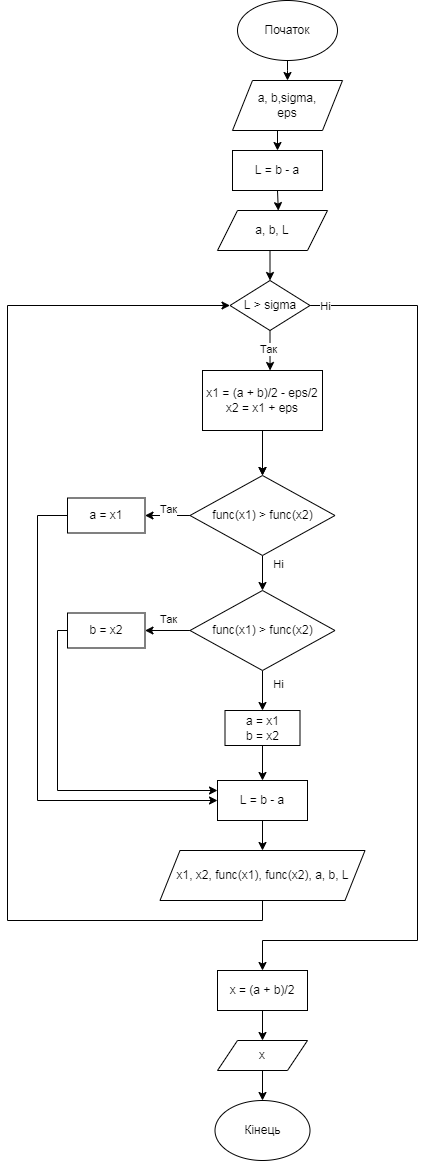 Початок
a, b,sigma,
eps
L = b - a
a, b, L
L > sigma
Ні
Так
x1 = (a + b)/2 - eps/2
x2 = x1 + eps
a = x1
Так
func(x1) > func(x2)
Ні
b = x2
Так
func(x1) > func(x2)
Ні
a = x1
b = x2
L = b - a
x1, x2, func(x1), func(x2), a, b, L
x = (a + b)/2
x
Кінець